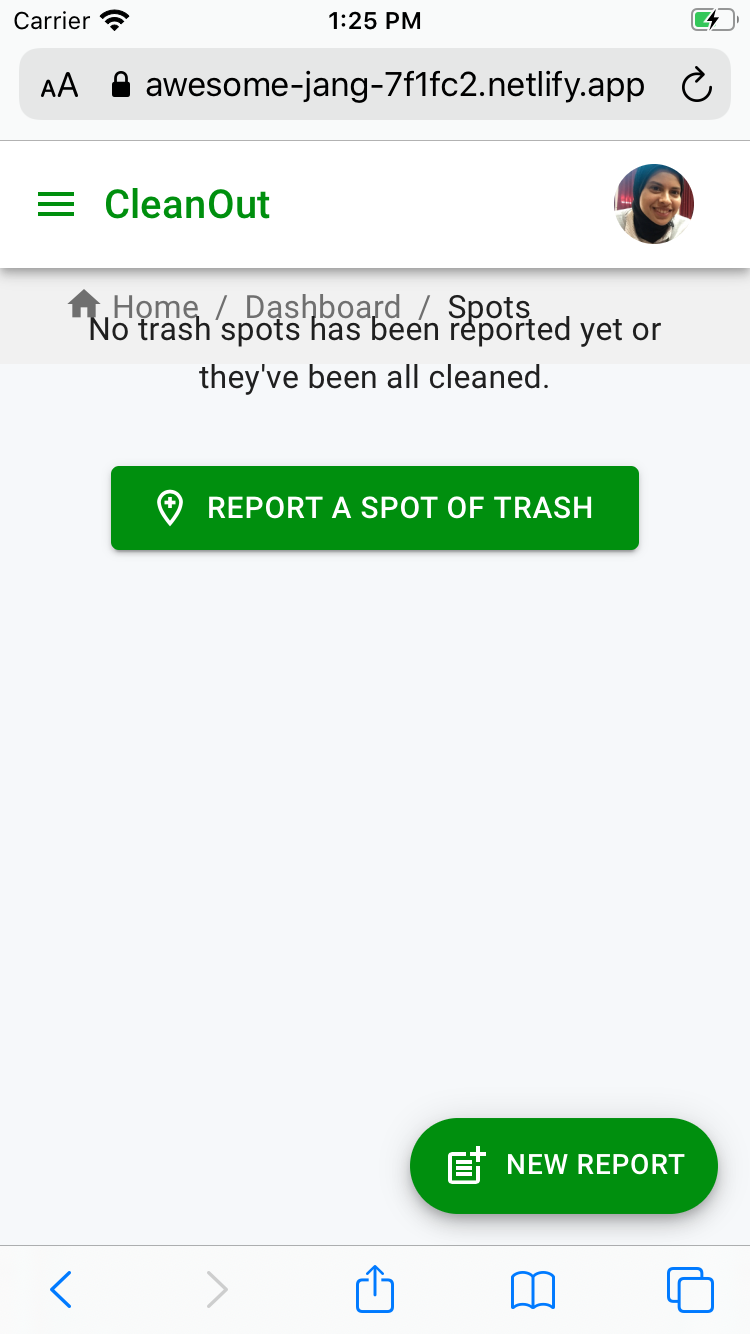 Carrier 1:25 PM
AA awesome-jang-7f1fc2.netlify.app
CleanOut
Home / Dashboard / Spots
No trash spots has been reported yet or
they've been all cleaned.
REPORT A SPOT OF TRASH
NEW REPORT